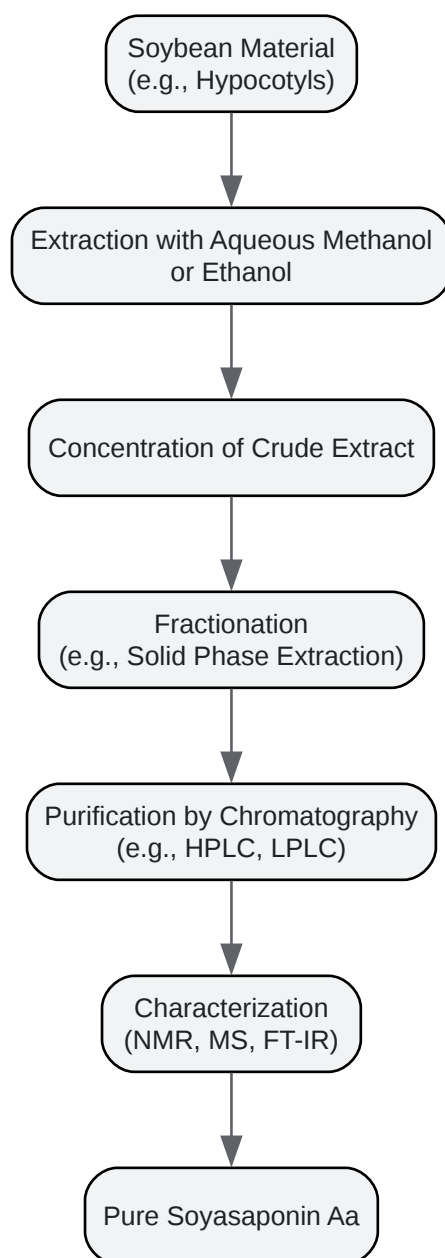 Soybean Material
(e.g., Hypocotyls)
Extraction with Aqueous Methanol
or Ethanol
Concentration of Crude Extract
Fractionation
(e.g., Solid Phase Extraction)
Purification by Chromatography
(e.g., HPLC, LPLC)
Characterization
(NMR, MS, FT-IR)
Pure Soyasaponin Aa